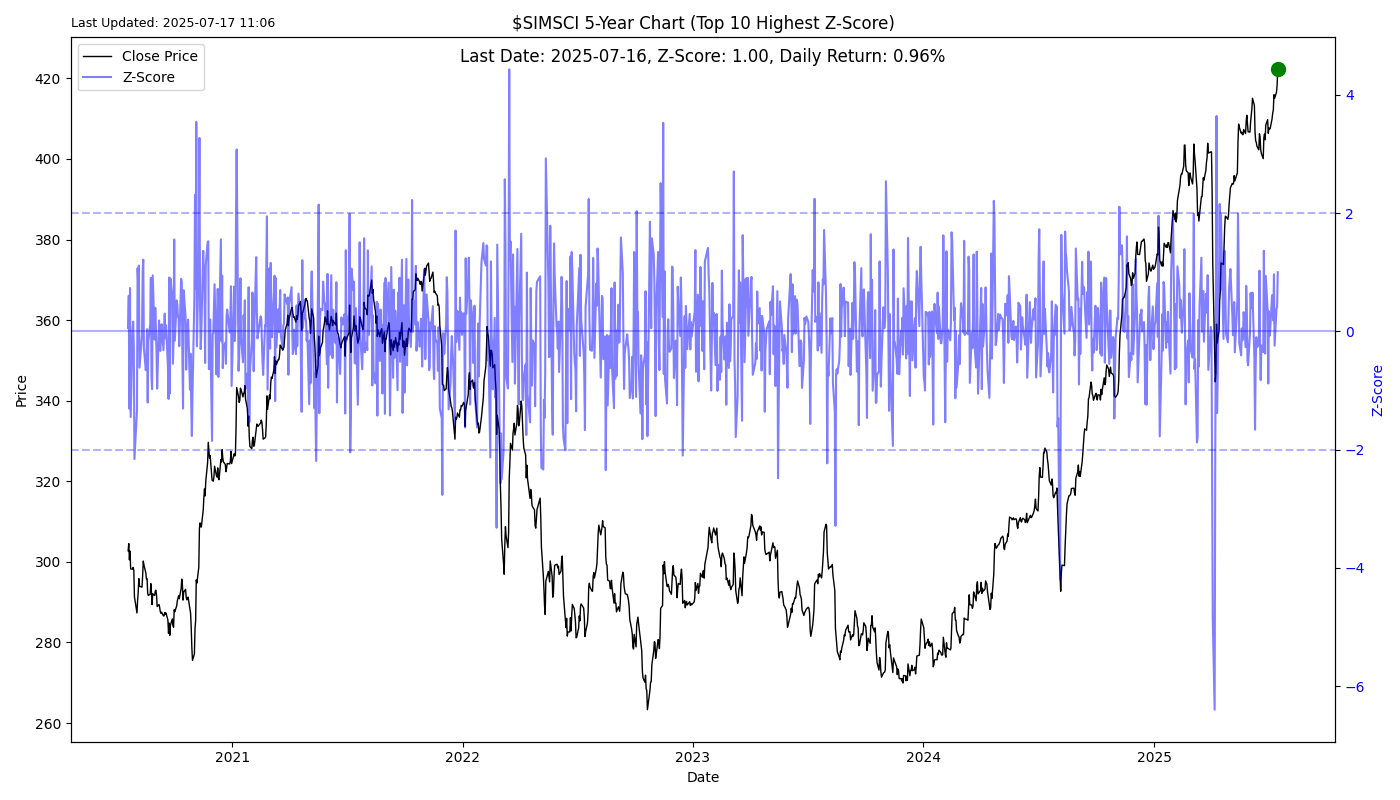 Last Updated: 2025-07-17 11:06
$SIMSCI 5-Year Chart (Top 10 Highest Z-Score)
Last Date: 2025-07-16, Z-Score: 1.00, Daily Return: 0.96%
Close Price
Z-Score
420
400
380
360
340
320
300
280
260
Price
4
2
0
−2
−4
−6
Z-Score
2021
2022
2023
2024
2025
Date